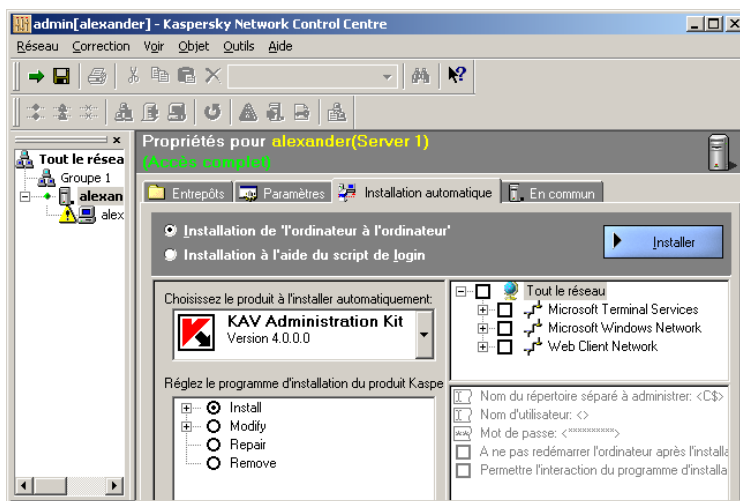 admin[alexander] - Kaspersky Network Control Centre
Réseau Correction Voir Objet Outils Aide
Tout le résea
Groupe 1
alexan
alex
Propriétés pour alexander(Server 1)
(Accès complet)
Entrepôts Paramètres Installation automatique En commun
Installation de 'l'ordinateur à l'ordinateur'
Installation à l'aide du script de login
Installer
Choisissez le produit à l'installer automatiquement:
KAV Administration Kit
Version 4.0.0.0
Réglez le programme d'installation du produit Kaspe
Install
Modify
Repair
Remove
Tout le réseau
Microsoft Terminal Services
Microsoft Windows Network
Web Client Network
Nom du répertoire séparé à administrer: <C$>
Nom d'utilisateur: <>
Mot de passe: <**********>
A ne pas redémarrer l'ordinateur après l'installa
Permettre l'interaction du programme d'installa